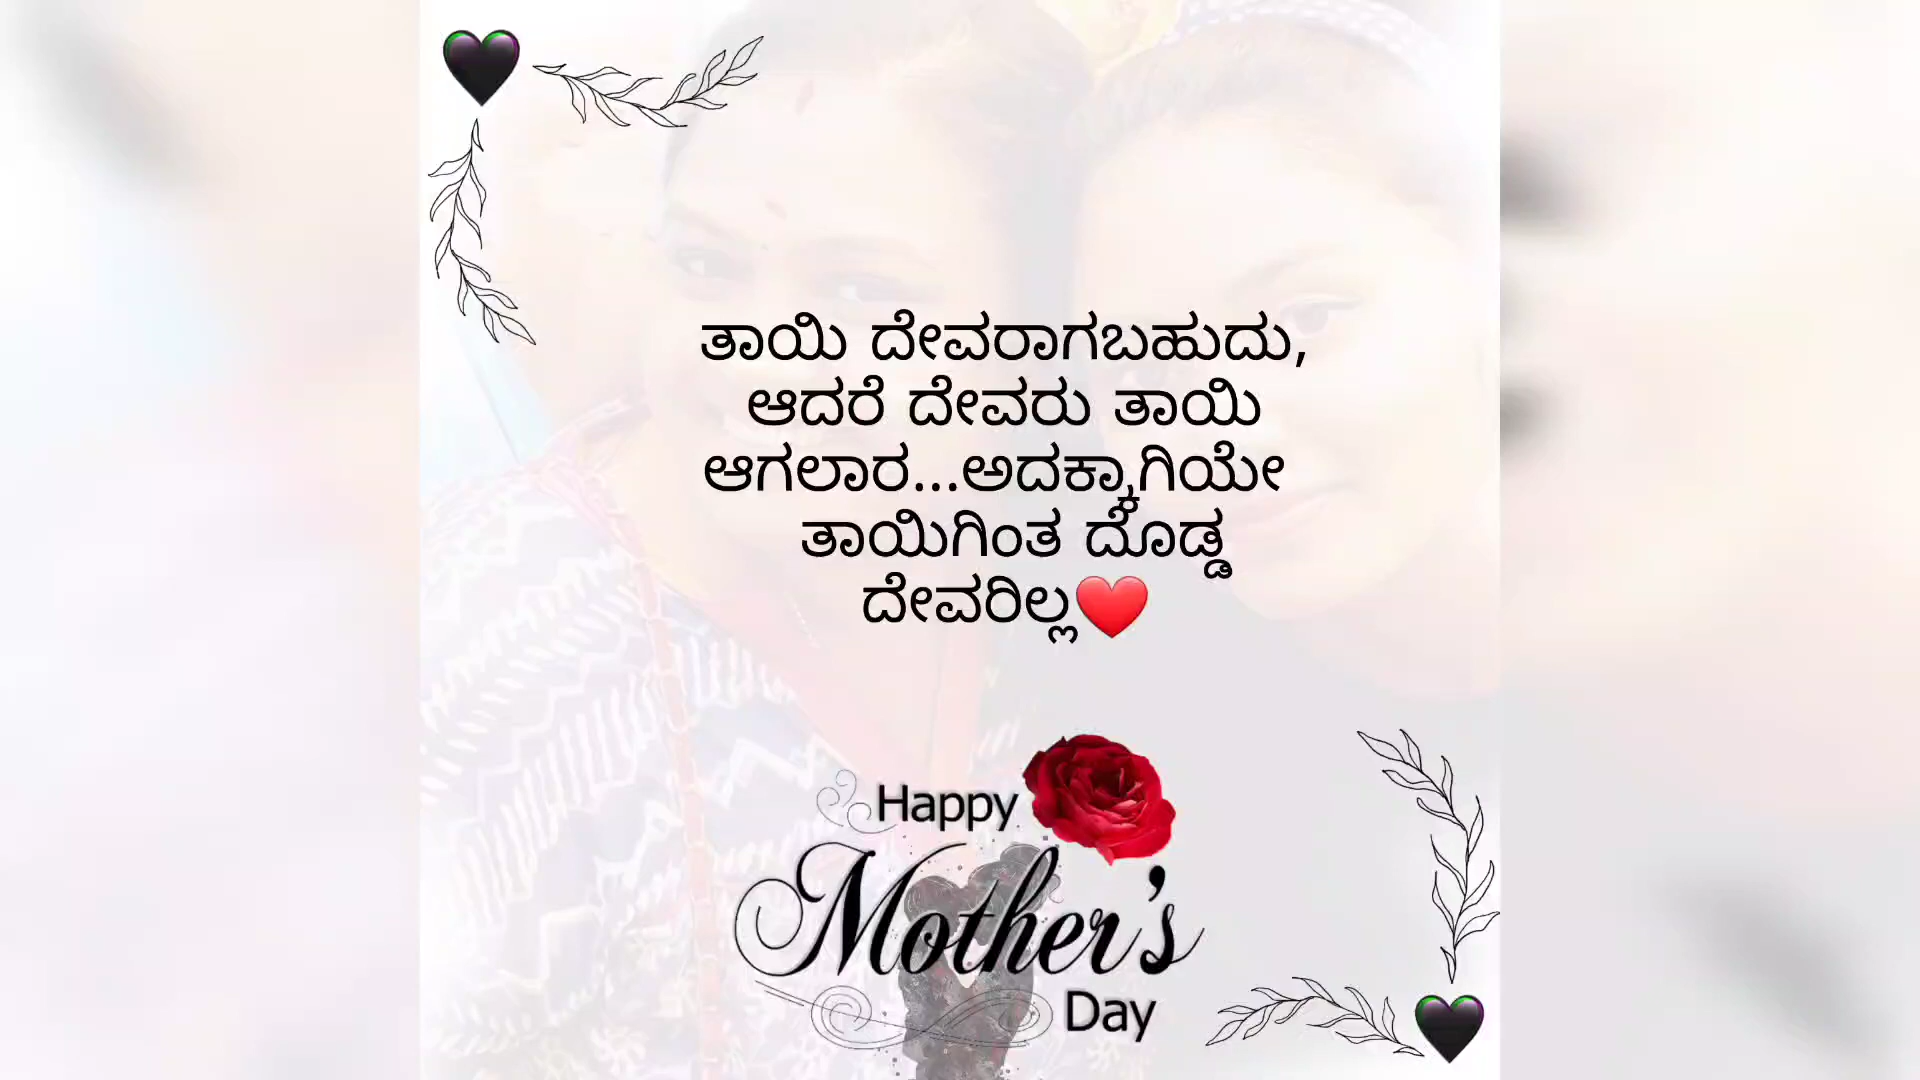 ತಾಯಿ ದೇವರಾಗಬಹುದು,
ಆದರೆ ದೇವರು ತಾಯಿ
ಆಗಲಾರ...ಅದಕ್ಕಾಗಿಯೇ
ತಾಯಿಗಿಂತ ದೊಡ್ಡ
ದೇವರಿಲ್ಲ❤️
Happy
Mother's
Day